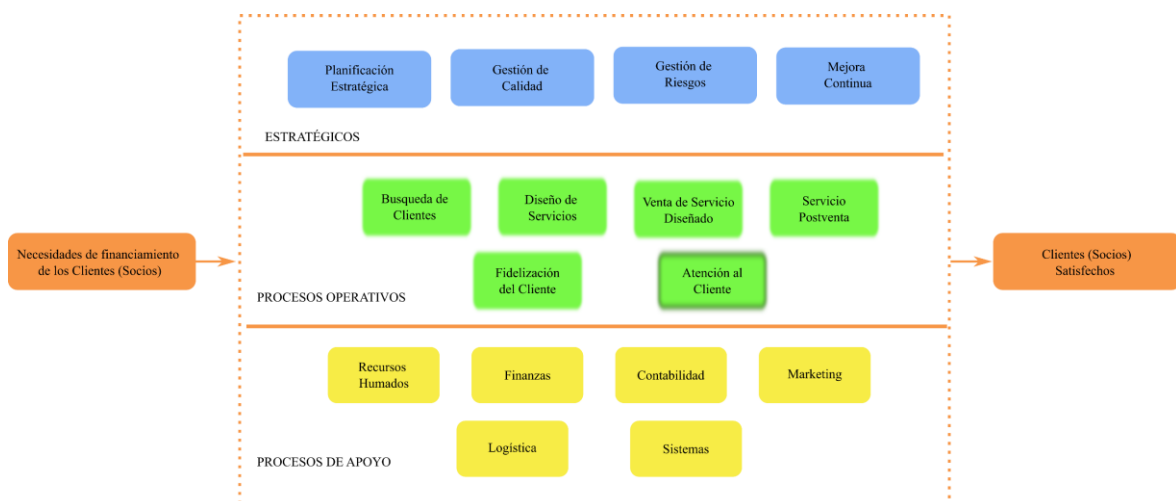 Planificación
Estratégica
Gestión de
Calidad
Gestión de
Riesgos
Mejora
Continua
ESTRATÉGICOS
Busqueda de
Clientes
Diseño de
Servicios
Venta de Servicio
Diseñado
Servicio
Postventa
Necesidades de financiamiento
de los Clientes (Socios)
Clientes (Socios)
Satisfechos
Fidelización
del Cliente
Atención al
Cliente
PROCESOS OPERATIVOS
Recursos
Humanos
Finanzas
Contabilidad
Marketing
Logística
Sistemas
PROCESOS DE APOYO